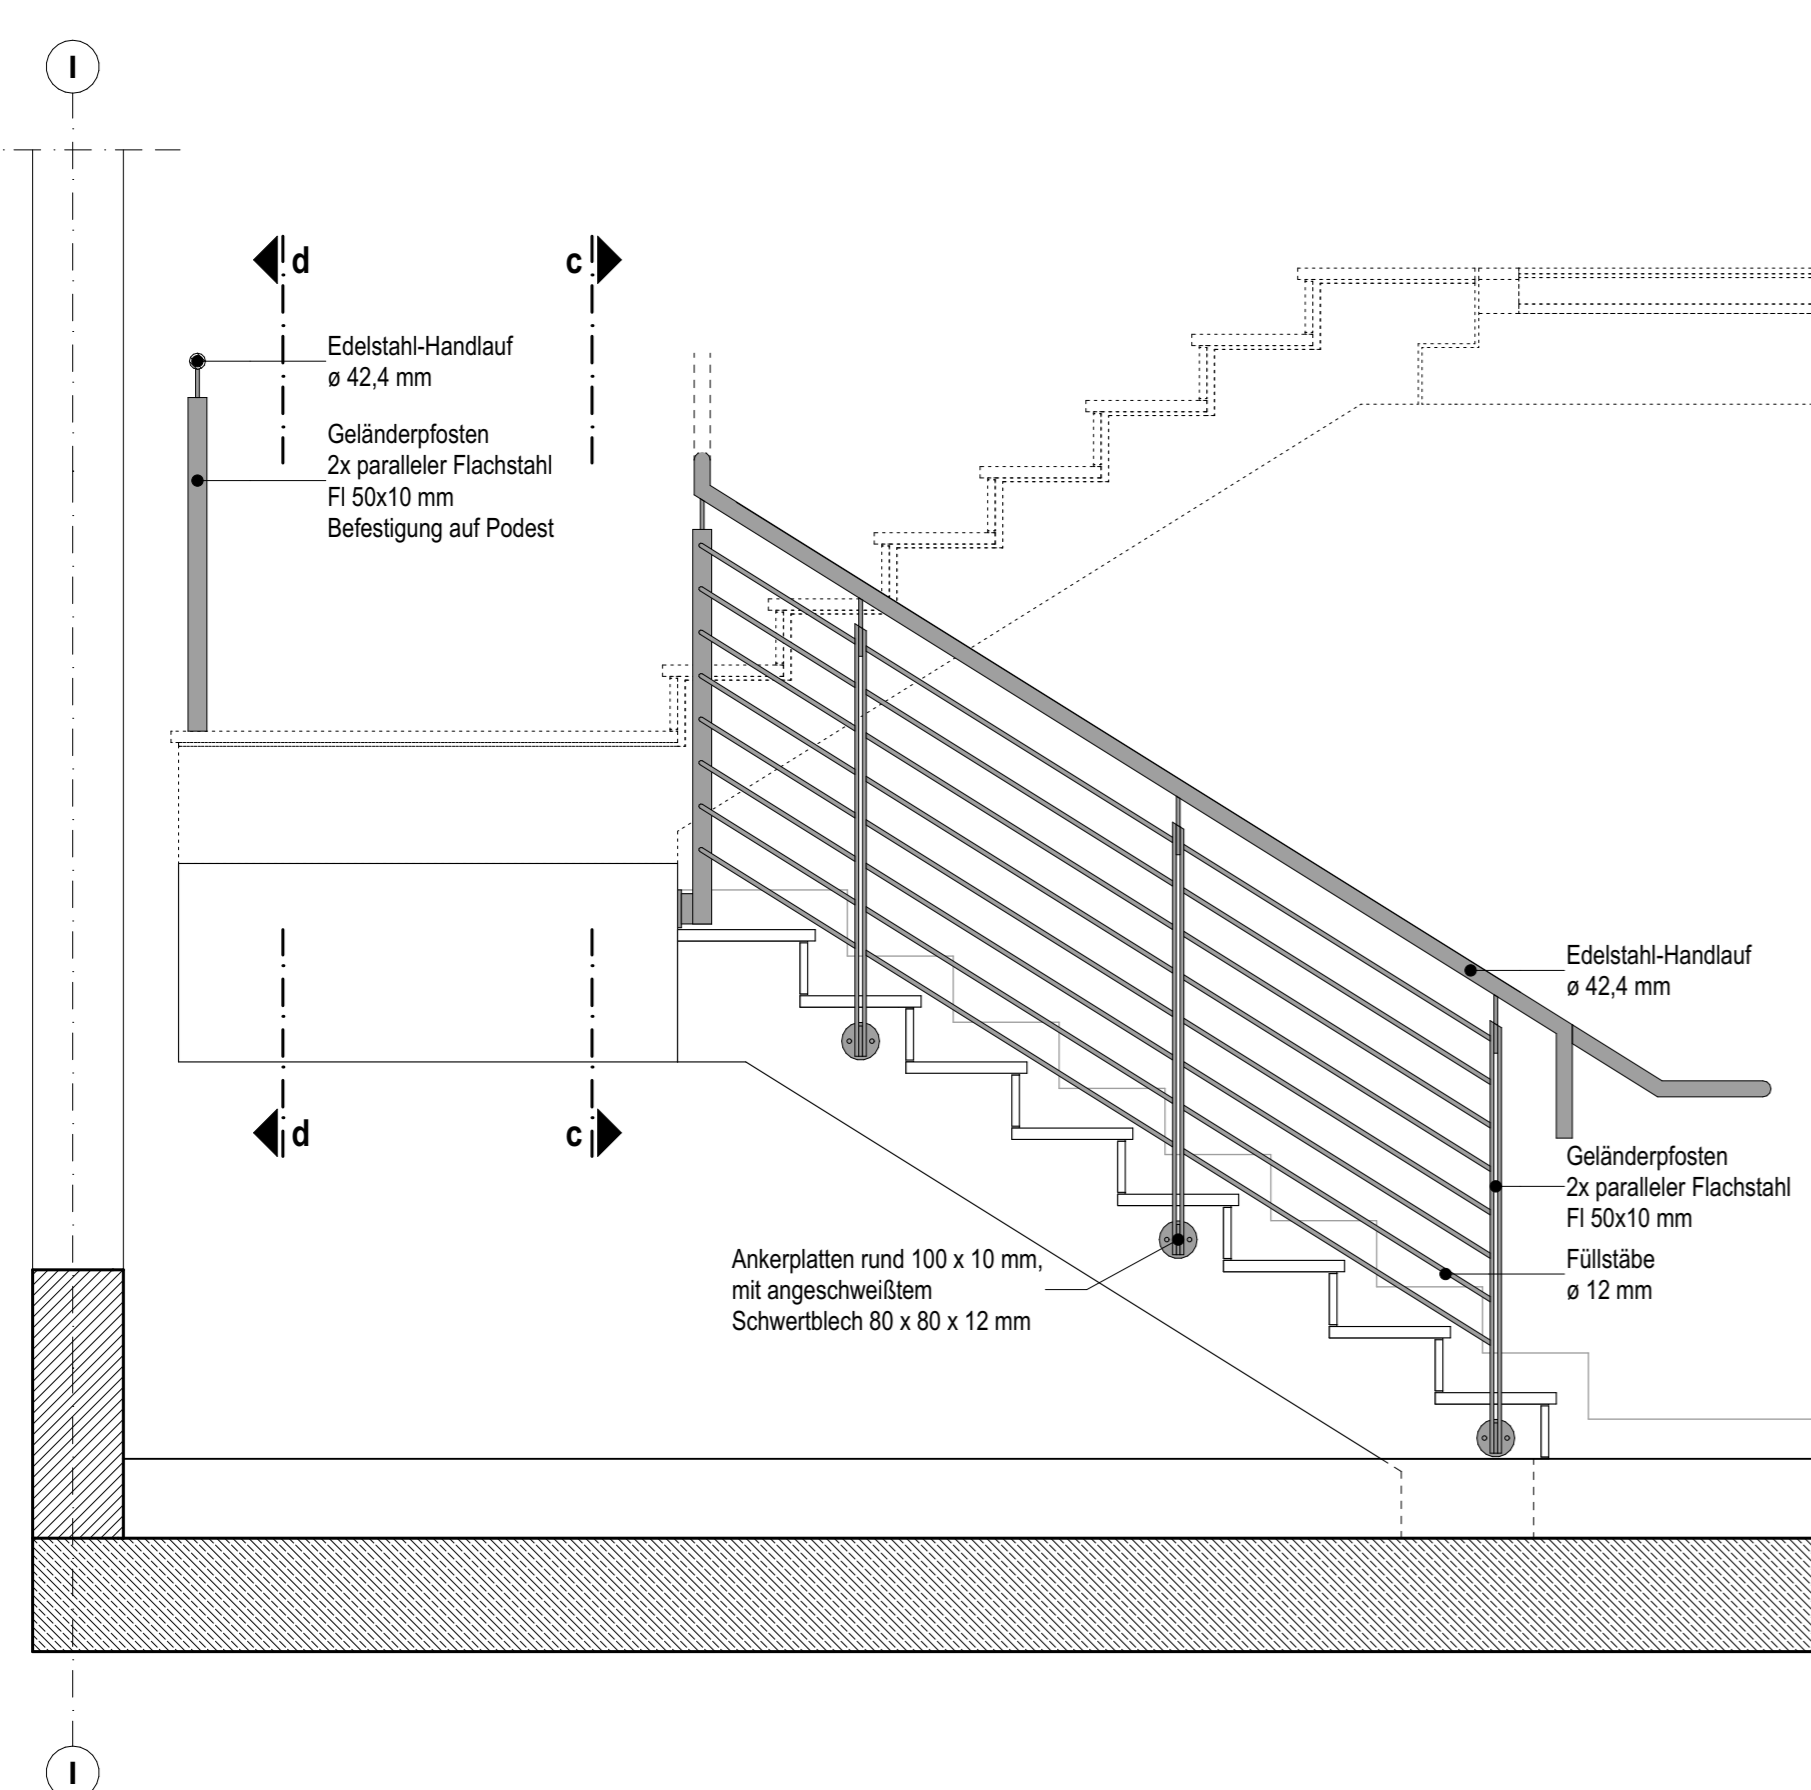 I
d
c
Edelstahl-Handlauf
ø 42,4 mm
Geländerpfosten
2x paralleler Flachstahl
Fl 50x10 mm
Befestigung auf Podest
Edelstahl-Handlauf
ø 42,4 mm
d
c
Geländerpfosten
2x paralleler Flachstahl
Fl 50x10 mm
Füllstäbe
ø 12 mm
Ankerplatten rund 100 x 10 mm,
mit angeschweißtem
Schwertblech 80 x 80 x 12 mm
I